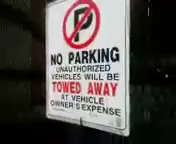 P
NO PARKING
UNAUTHORIZED
VEHICLES WILL BE
TOWED AWAY
AT VEHICLE
OWNER'S EXPENSE